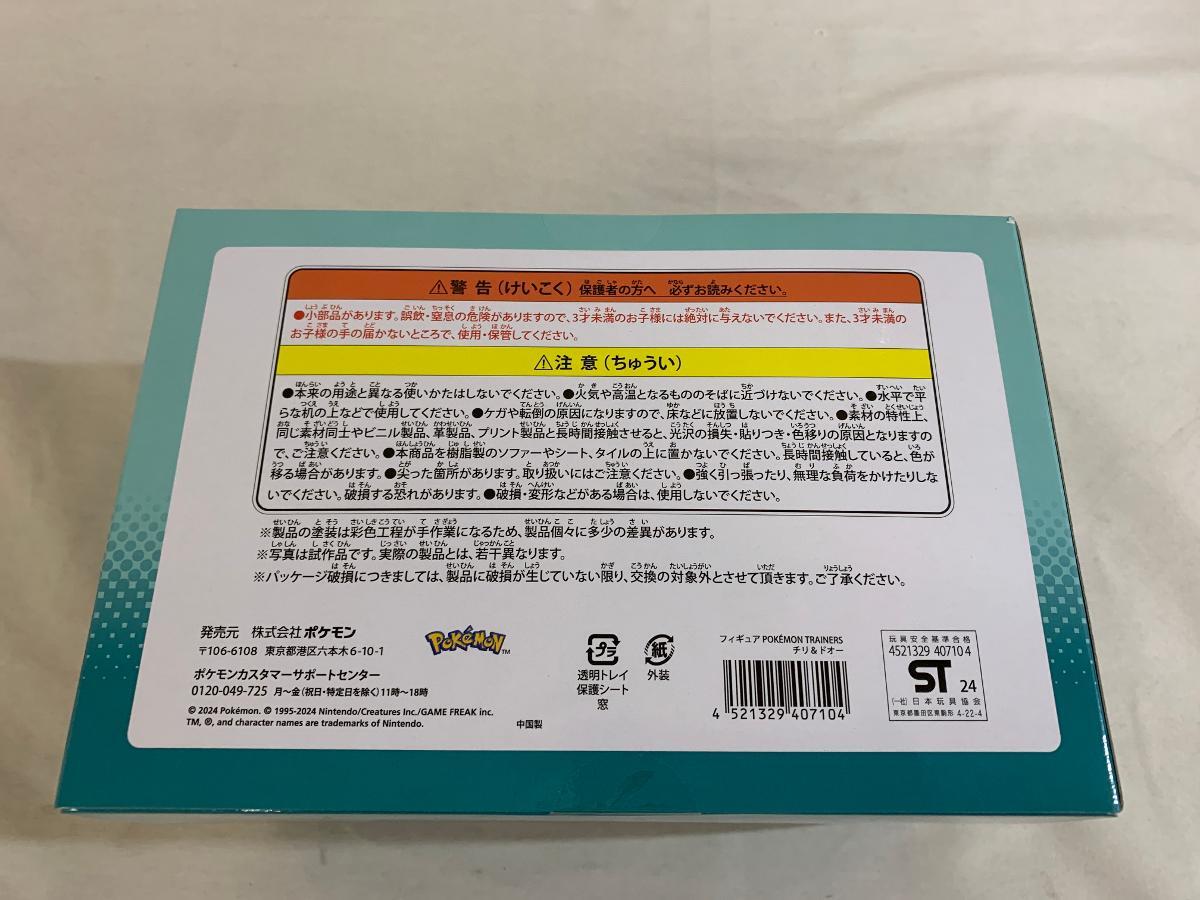 ⚠警告(けいこく) 保護者の方へ 必ずお読みください。
●小部品があります。誤飲・窒息の危険がありますので、3才未満のお子様には絶対に与えないでください。また、3才未満の
お子様の手の届かないところで、使用・保管してください。
⚠注意(ちゅうい)
●本来の用途と異なる使いかたはしないでください。●火気や高温となるもののそばに近づけないでください。●水平で平
らな机の上などで使用してください。●ケガや転倒の原因になりますので、床などに放置しないでください。●素材の特性上、
同じ素材同士やビニル製品、革製品、プリント製品と長時間接触させると、光沢の損失・貼りつき・色移りの原因となりますの
で、ご注意ください。●本商品を樹脂製のソファーやシート、タイルの上に置かないでください。長時間接触していると、色が
移る場合があります。●尖った箇所があります。取り扱いにはご注意ください。●強く引っ張ったり、無理な負荷をかけたりしな
いでください。破損する恐れがあります。●破損・変形などがある場合は、使用しないでください。
※製品の塗装は彩色工程が手作業になるため、製品個々に多少の差異があります。
※写真は試作品です。実際の製品とは、若干異なります。
※パッケージ破損につきましては、製品に破損が生じていない限り、交換の対象外とさせて頂きます。ご了承ください。
発売元 株式会社ポケモン
〒106-6108 東京都港区六本木6-10-1
ポケモンカスタマーサポートセンター
0120-049-725 月~金(祝日・特定日を除く)11時~18時
© 2024 Pokémon. © 1995-2024 Nintendo/Creatures Inc./GAME FREAK inc.
TM, ®, and character names are trademarks of Nintendo.
中国製
POKéMON™
プラ
透明トレイ
保護シート
窓
紙
外装
フィギュア POKÉMON TRAINERS
チリ&ドオー
4 521329 407104
玩具安全基準合格
4521329 407104
ST 24
(一社)日本玩具協会
東京都墨田区東駒形 4-22-4